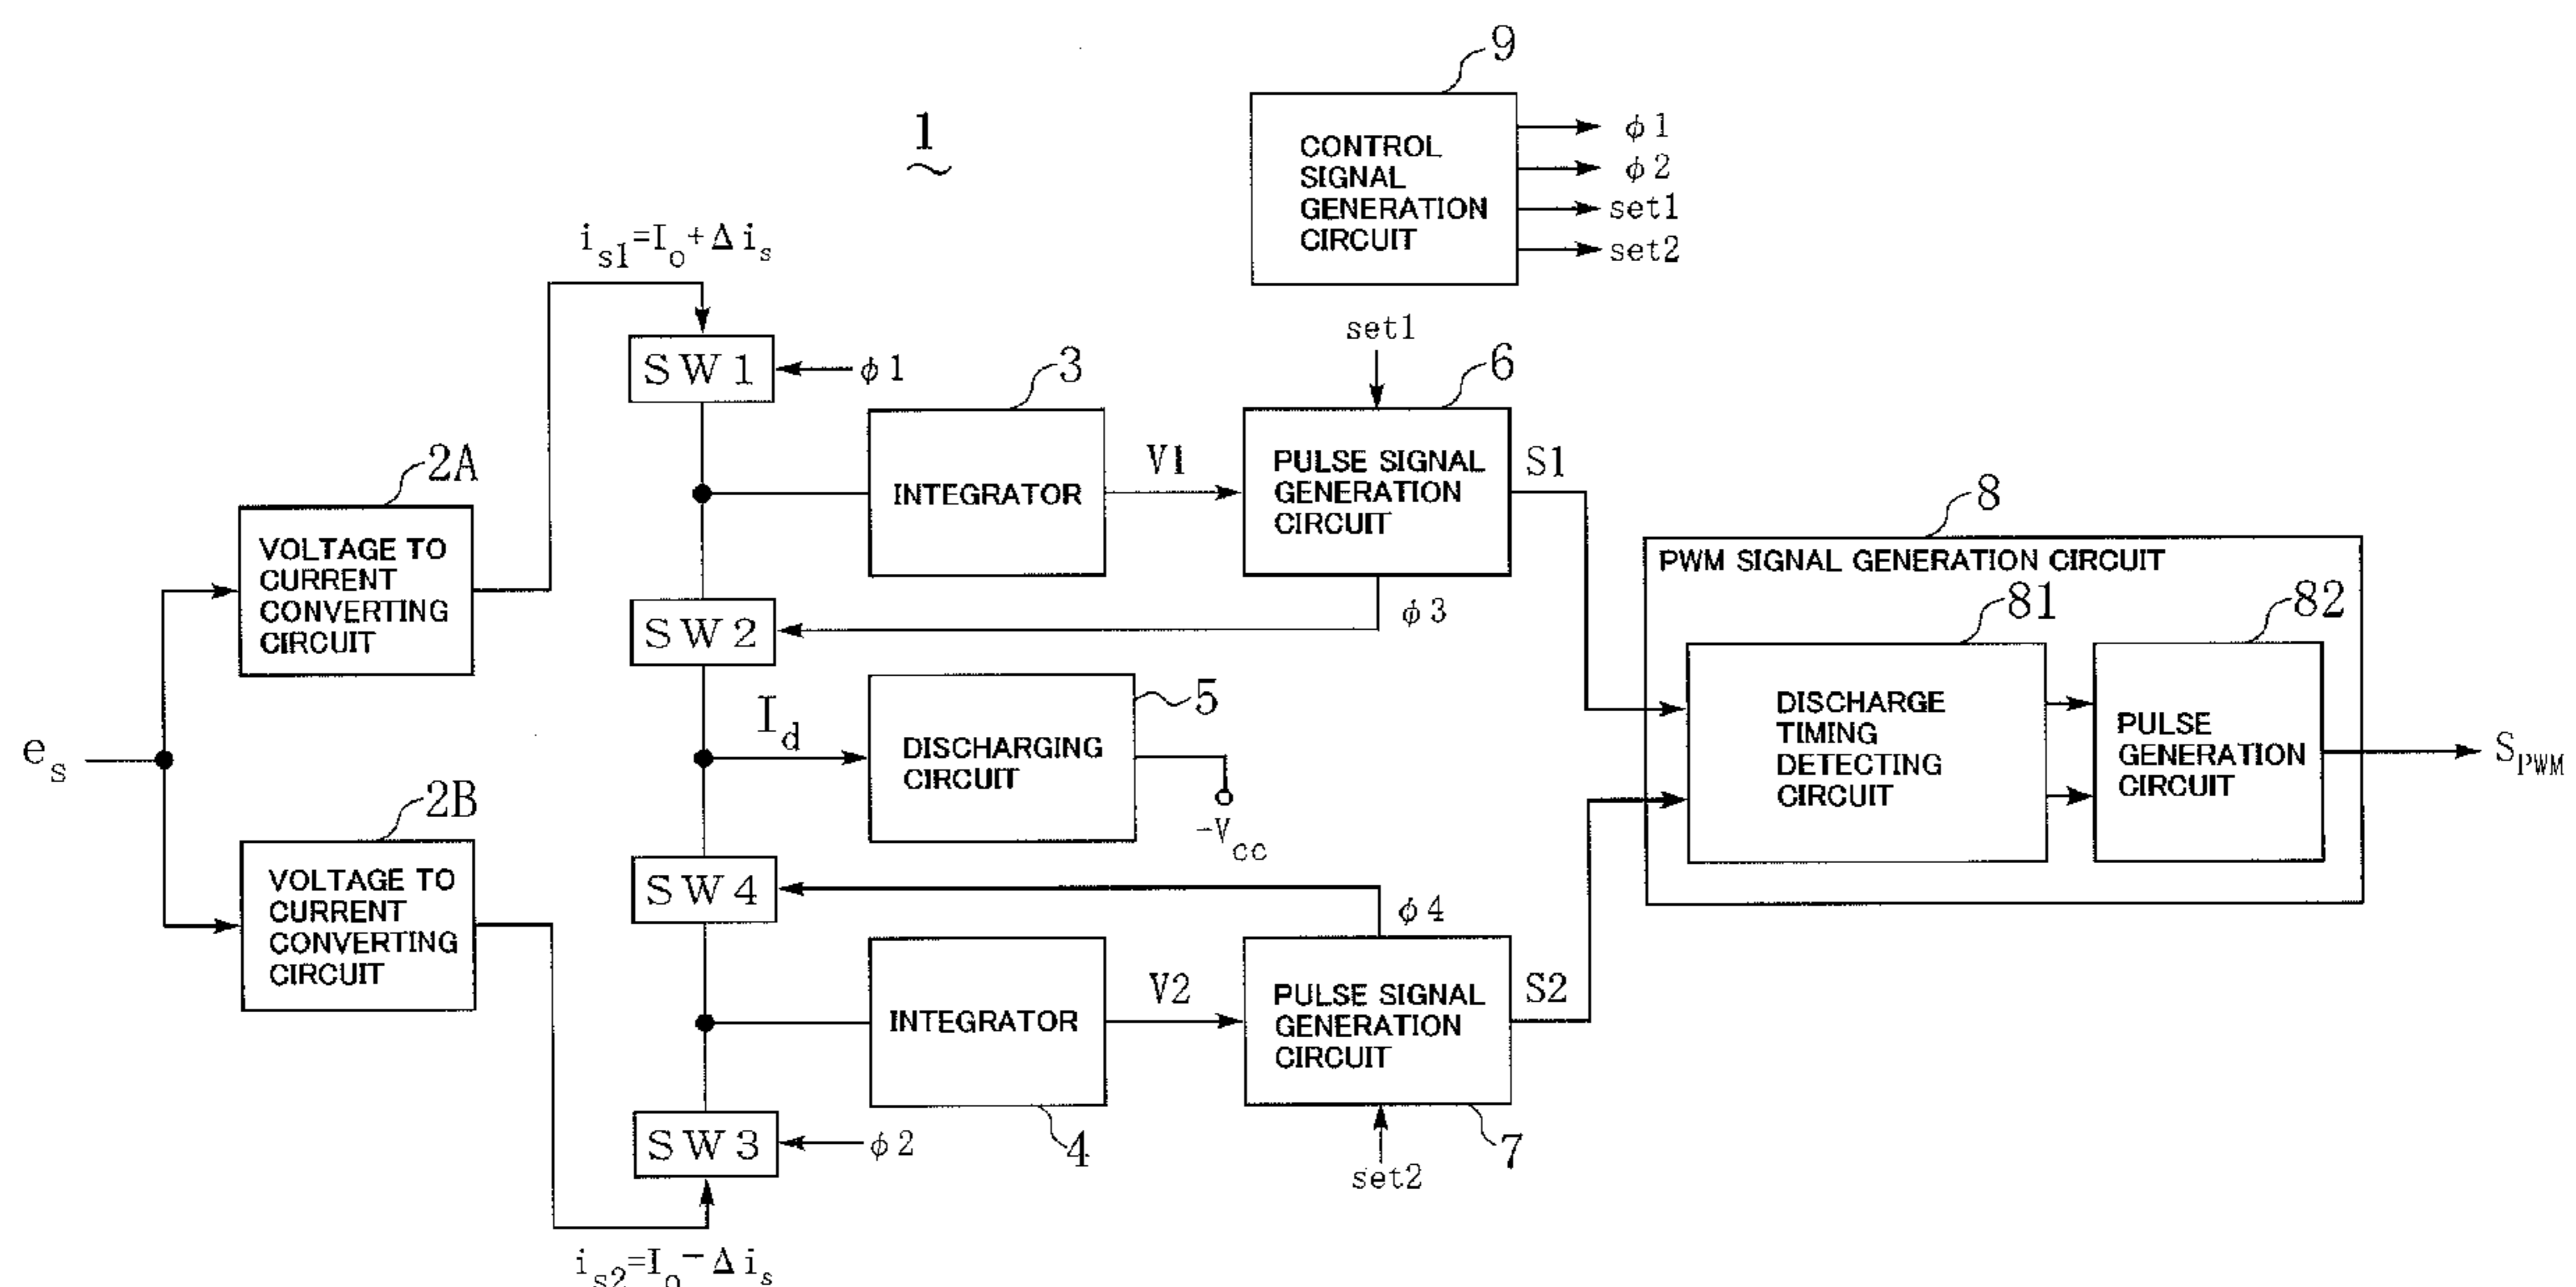 9
CONTROL
SIGNAL
GENERATION
CIRCUIT
ϕ1
ϕ2
set1
set2
1
i_s1=I_o+Δi_s
SW1
ϕ1
3
INTEGRATOR
V1
set1
6
PULSE SIGNAL
GENERATION
CIRCUIT
S1
ϕ3
2A
VOLTAGE TO
CURRENT
CONVERTING
CIRCUIT
SW2
8
PWM SIGNAL GENERATION CIRCUIT
81
DISCHARGE
TIMING
DETECTING
CIRCUIT
82
PULSE
GENERATION
CIRCUIT
S_PWM
e_s
I_d
5
DISCHARGING
CIRCUIT
-V_cc
2B
VOLTAGE TO
CURRENT
CONVERTING
CIRCUIT
SW4
ϕ4
INTEGRATOR
4
V2
PULSE SIGNAL
GENERATION
CIRCUIT
S2
7
set2
SW3
ϕ2
i_s2=I_o-Δi_s